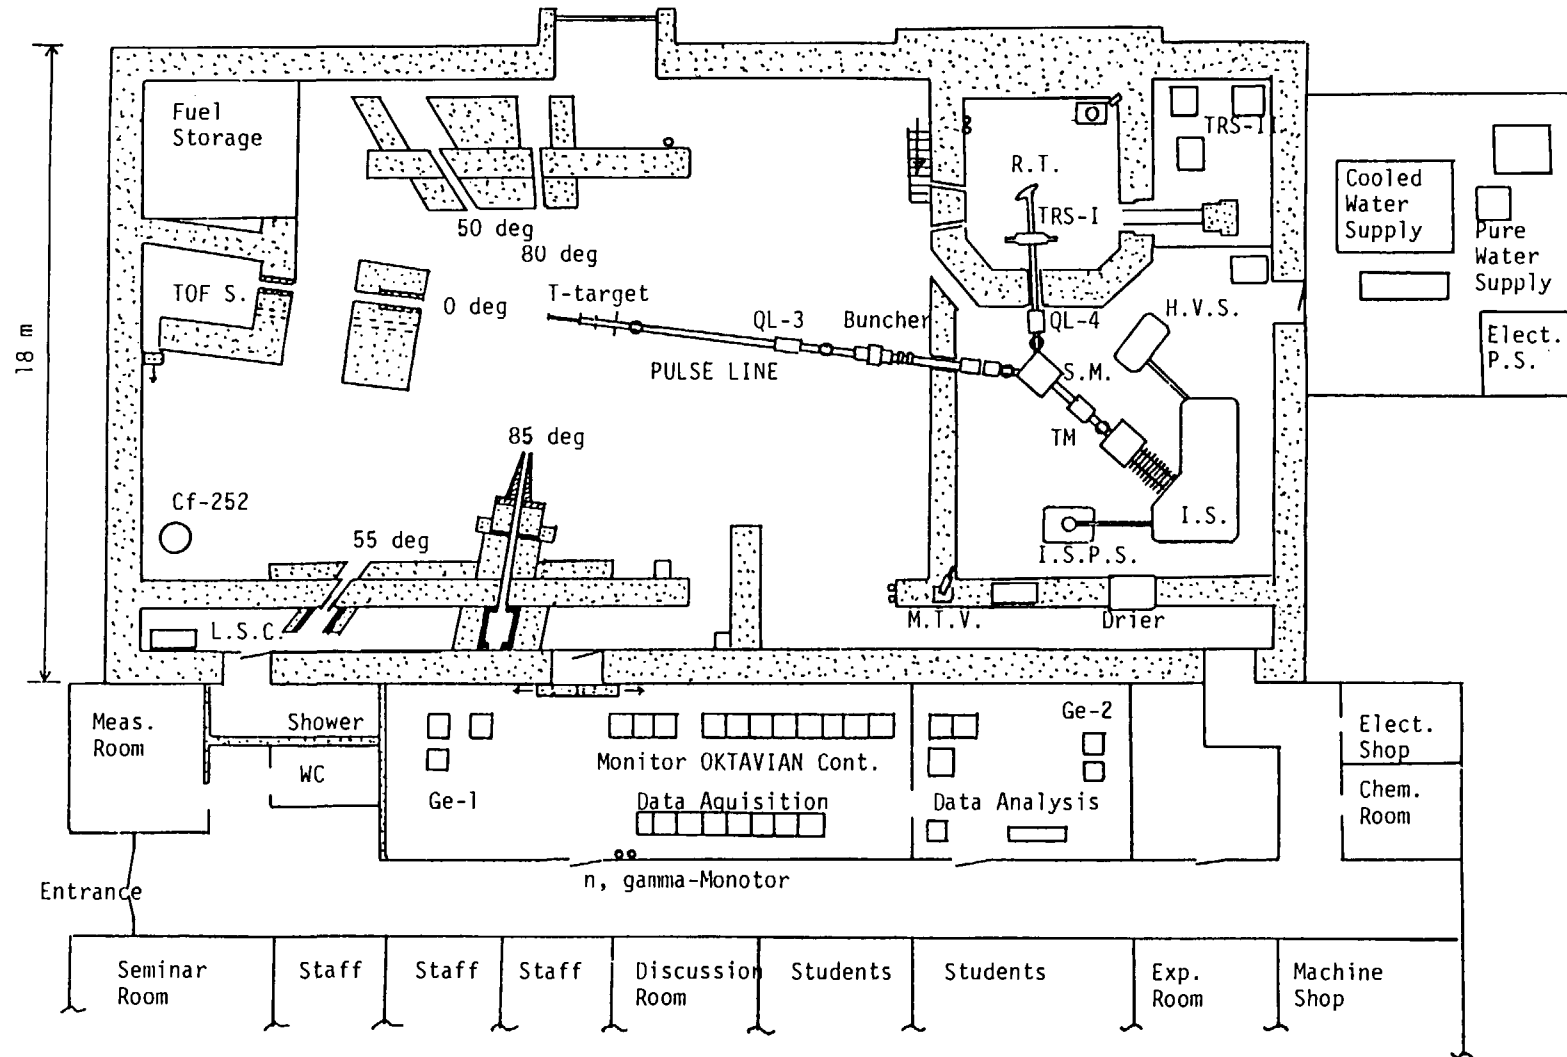 Fuel
Storage
TRS-II
R.T.
Cooled
Water
Supply
50 deg
TRS-I
Pure
Water
Supply
80 deg
TOF S.
0 deg
T-target
QL-3
Buncher
QL-4
H.V.S.
Elect.
P.S.
18 m
PULSE LINE
S.M.
TM
85 deg
Cf-252
I.S.
55 deg
I.S.P.S.
L.S.C.
M.T.V.
Drier
Meas.
Room
Shower
Ge-2
Elect.
Shop
WC
Monitor OKTAVIAN Cont.
Ge-1
Data Aquisition
Data Analysis
Chem.
Room
Entrance
n, gamma-Monotor
Seminar
Room
Staff
Staff
Staff
Discussion
Room
Students
Students
Exp.
Room
Machine
Shop